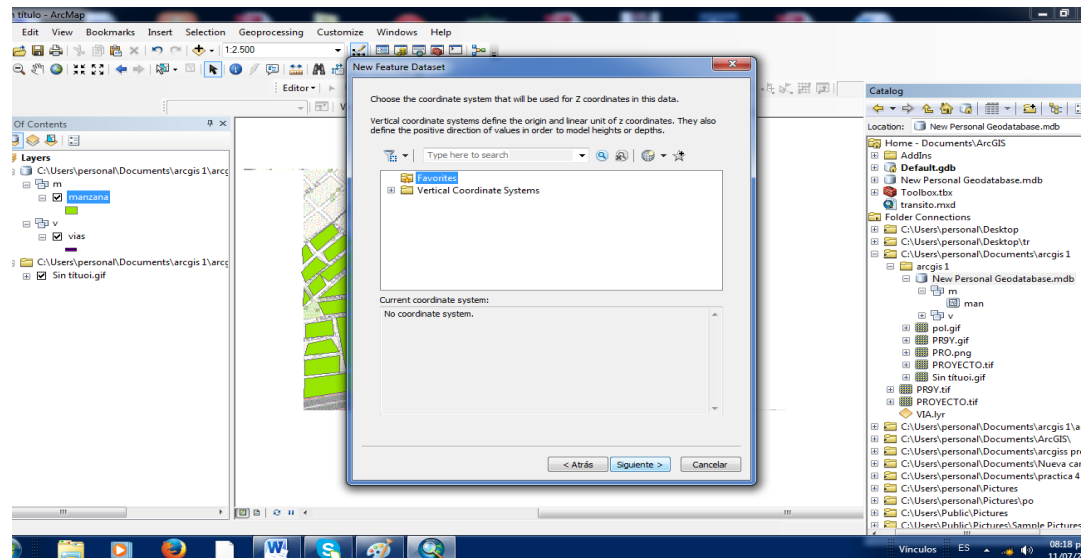 n título - ArcMap
Edit View Bookmarks Insert Selection Geoprocessing Customize Windows Help
1:2.500
Editor
Of Contents
Layers
C:\Users\personal\Documents\arcgis 1\arcg
m
manzana
v
vias
C:\Users\personal\Documents\arcgis 1\arcg
Sin títuoi.gif
New Feature Dataset
Choose the coordinate system that will be used for Z coordinates in this data.
Vertical coordinate systems define the origin and linear unit of z coordinates. They also
define the positive direction of values in order to model heights or depths.
Type here to search
Favorites
Vertical Coordinate Systems
Current coordinate system:
No coordinate system.
< Atrás Siguiente > Cancelar
Catalog
Location: New Personal Geodatabase.mdb
Home - Documents\ArcGIS
AddIns
Default.gdb
New Personal Geodatabase.mdb
Toolbox.tbx
transito.mxd
Folder Connections
C:\Users\personal\Desktop
C:\Users\personal\Desktop\tr
C:\Users\personal\Documents\arcgis 1
arcgis 1
New Personal Geodatabase.mdb
m
man
v
pol.gif
PR9Y.gif
PRO.png
PROYECTO.tif
Sin títuoi.gif
PR9Y.tif
PROYECTO.tif
VIA.lyr
C:\Users\personal\Documents\arcgis 1\a
C:\Users\personal\Documents\ArcGIS\
C:\Users\personal\Documents\arcgiss pr
C:\Users\personal\Documents\Nueva car
C:\Users\personal\Documents\practica 4
C:\Users\personal\Pictures
C:\Users\personal\Pictures\po
C:\Users\Public\Pictures
C:\Users\Public\Pictures\Sample Pictures
Vínculos ES 08:18 p
11/07/2